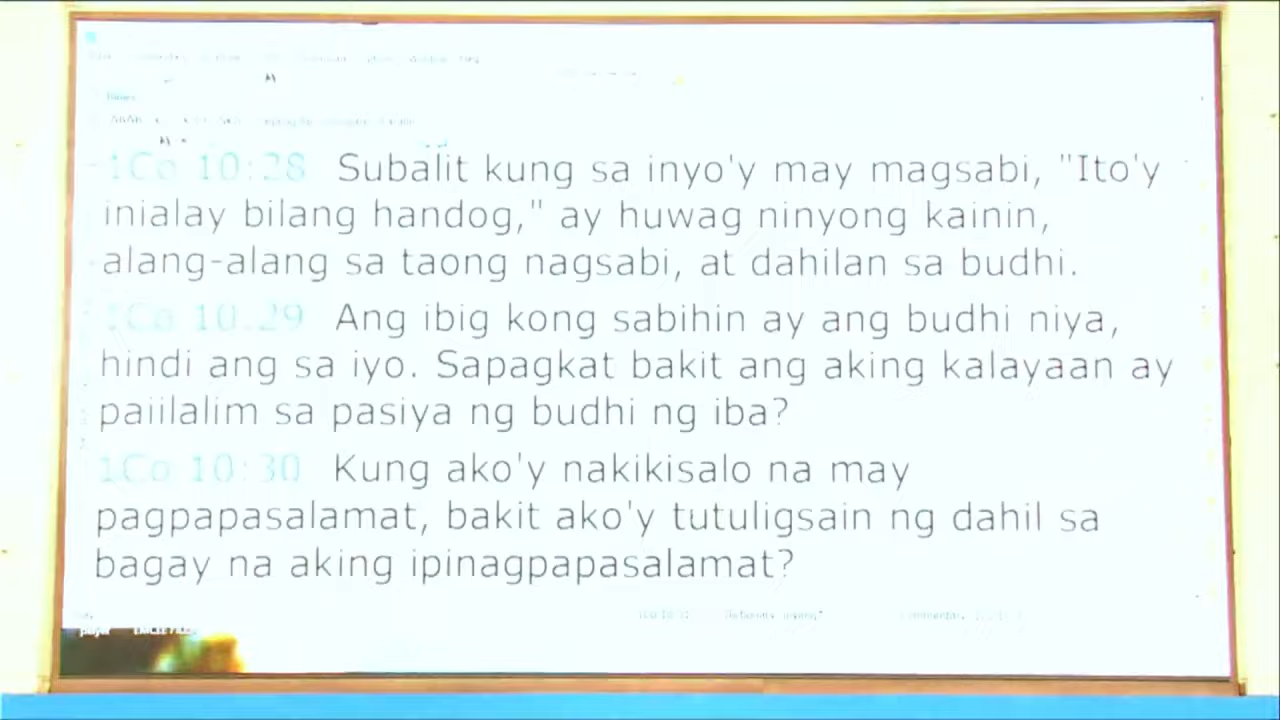 1Co 10:28 Subalit kung sa inyo'y may magsabi, "Ito'y
inialay bilang handog," ay huwag ninyong kainin,
alang-alang sa taong nagsabi, at dahilan sa budhi.
1Co 10:29 Ang ibig kong sabihin ay ang budhi niya,
hindi ang sa iyo. Sapagkat bakit ang aking kalayaan ay
paiilalim sa pasiya ng budhi ng iba?
1Co 10:30 Kung ako'y nakikisalo na may
pagpapasalamat, bakit ako'y tutuligsain ng dahil sa
bagay na aking ipinagpapasalamat?